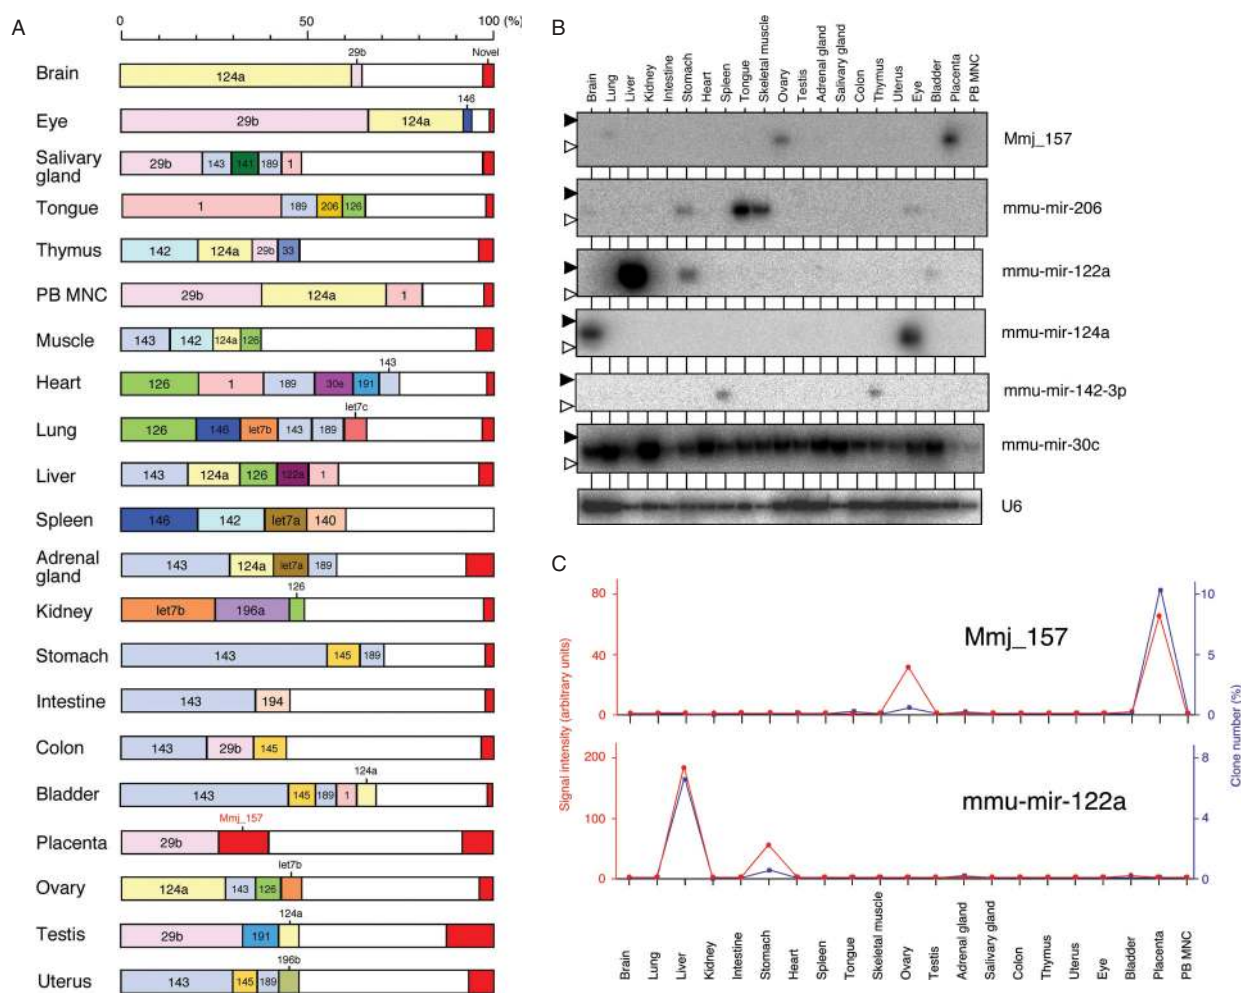 A
0
50
100 (%)
29b
Novel
Brain
124a
146
Eye
29b
124a
Salivary
gland
29b
143
141
189
1
Tongue
1
189
206
126
Thymus
142
124a
29b
33
PB MNC
29b
124a
1
Muscle
143
142
124a
126
143
Heart
126
1
189
30e
191
let7c
Lung
126
146
let7b
143
189
Liver
143
124a
126
122a
1
Spleen
146
142
let7a
140
Adrenal
gland
143
124a
let7a
189
126
Kidney
let7b
196a
Stomach
143
145
189
Intestine
143
194
Colon
143
29b
145
124a
Bladder
143
145
189
1
Mmj_157
Placenta
29b
let7b
Ovary
124a
143
126
124a
Testis
29b
191
196b
Uterus
143
145
189
B
Brain
Lung
Liver
Kidney
Intestine
Stomach
Heart
Spleen
Tongue
Skeletal muscle
Ovary
Testis
Adrenal gland
Salivary gland
Colon
Thymus
Uterus
Eye
Bladder
Placenta
PB MNC
Mmj_157
mmu-mir-206
mmu-mir-122a
mmu-mir-124a
mmu-mir-142-3p
mmu-mir-30c
U6
C
Signal intensity (arbitrary units)
80
40
0
Mmj_157
10
5
0
Clone number (%)
200
100
0
mmu-mir-122a
8
4
0
Brain
Lung
Liver
Kidney
Intestine
Stomach
Heart
Spleen
Tongue
Skeletal muscle
Ovary
Testis
Adrenal gland
Salivary gland
Colon
Thymus
Uterus
Eye
Bladder
Placenta
PB MNC